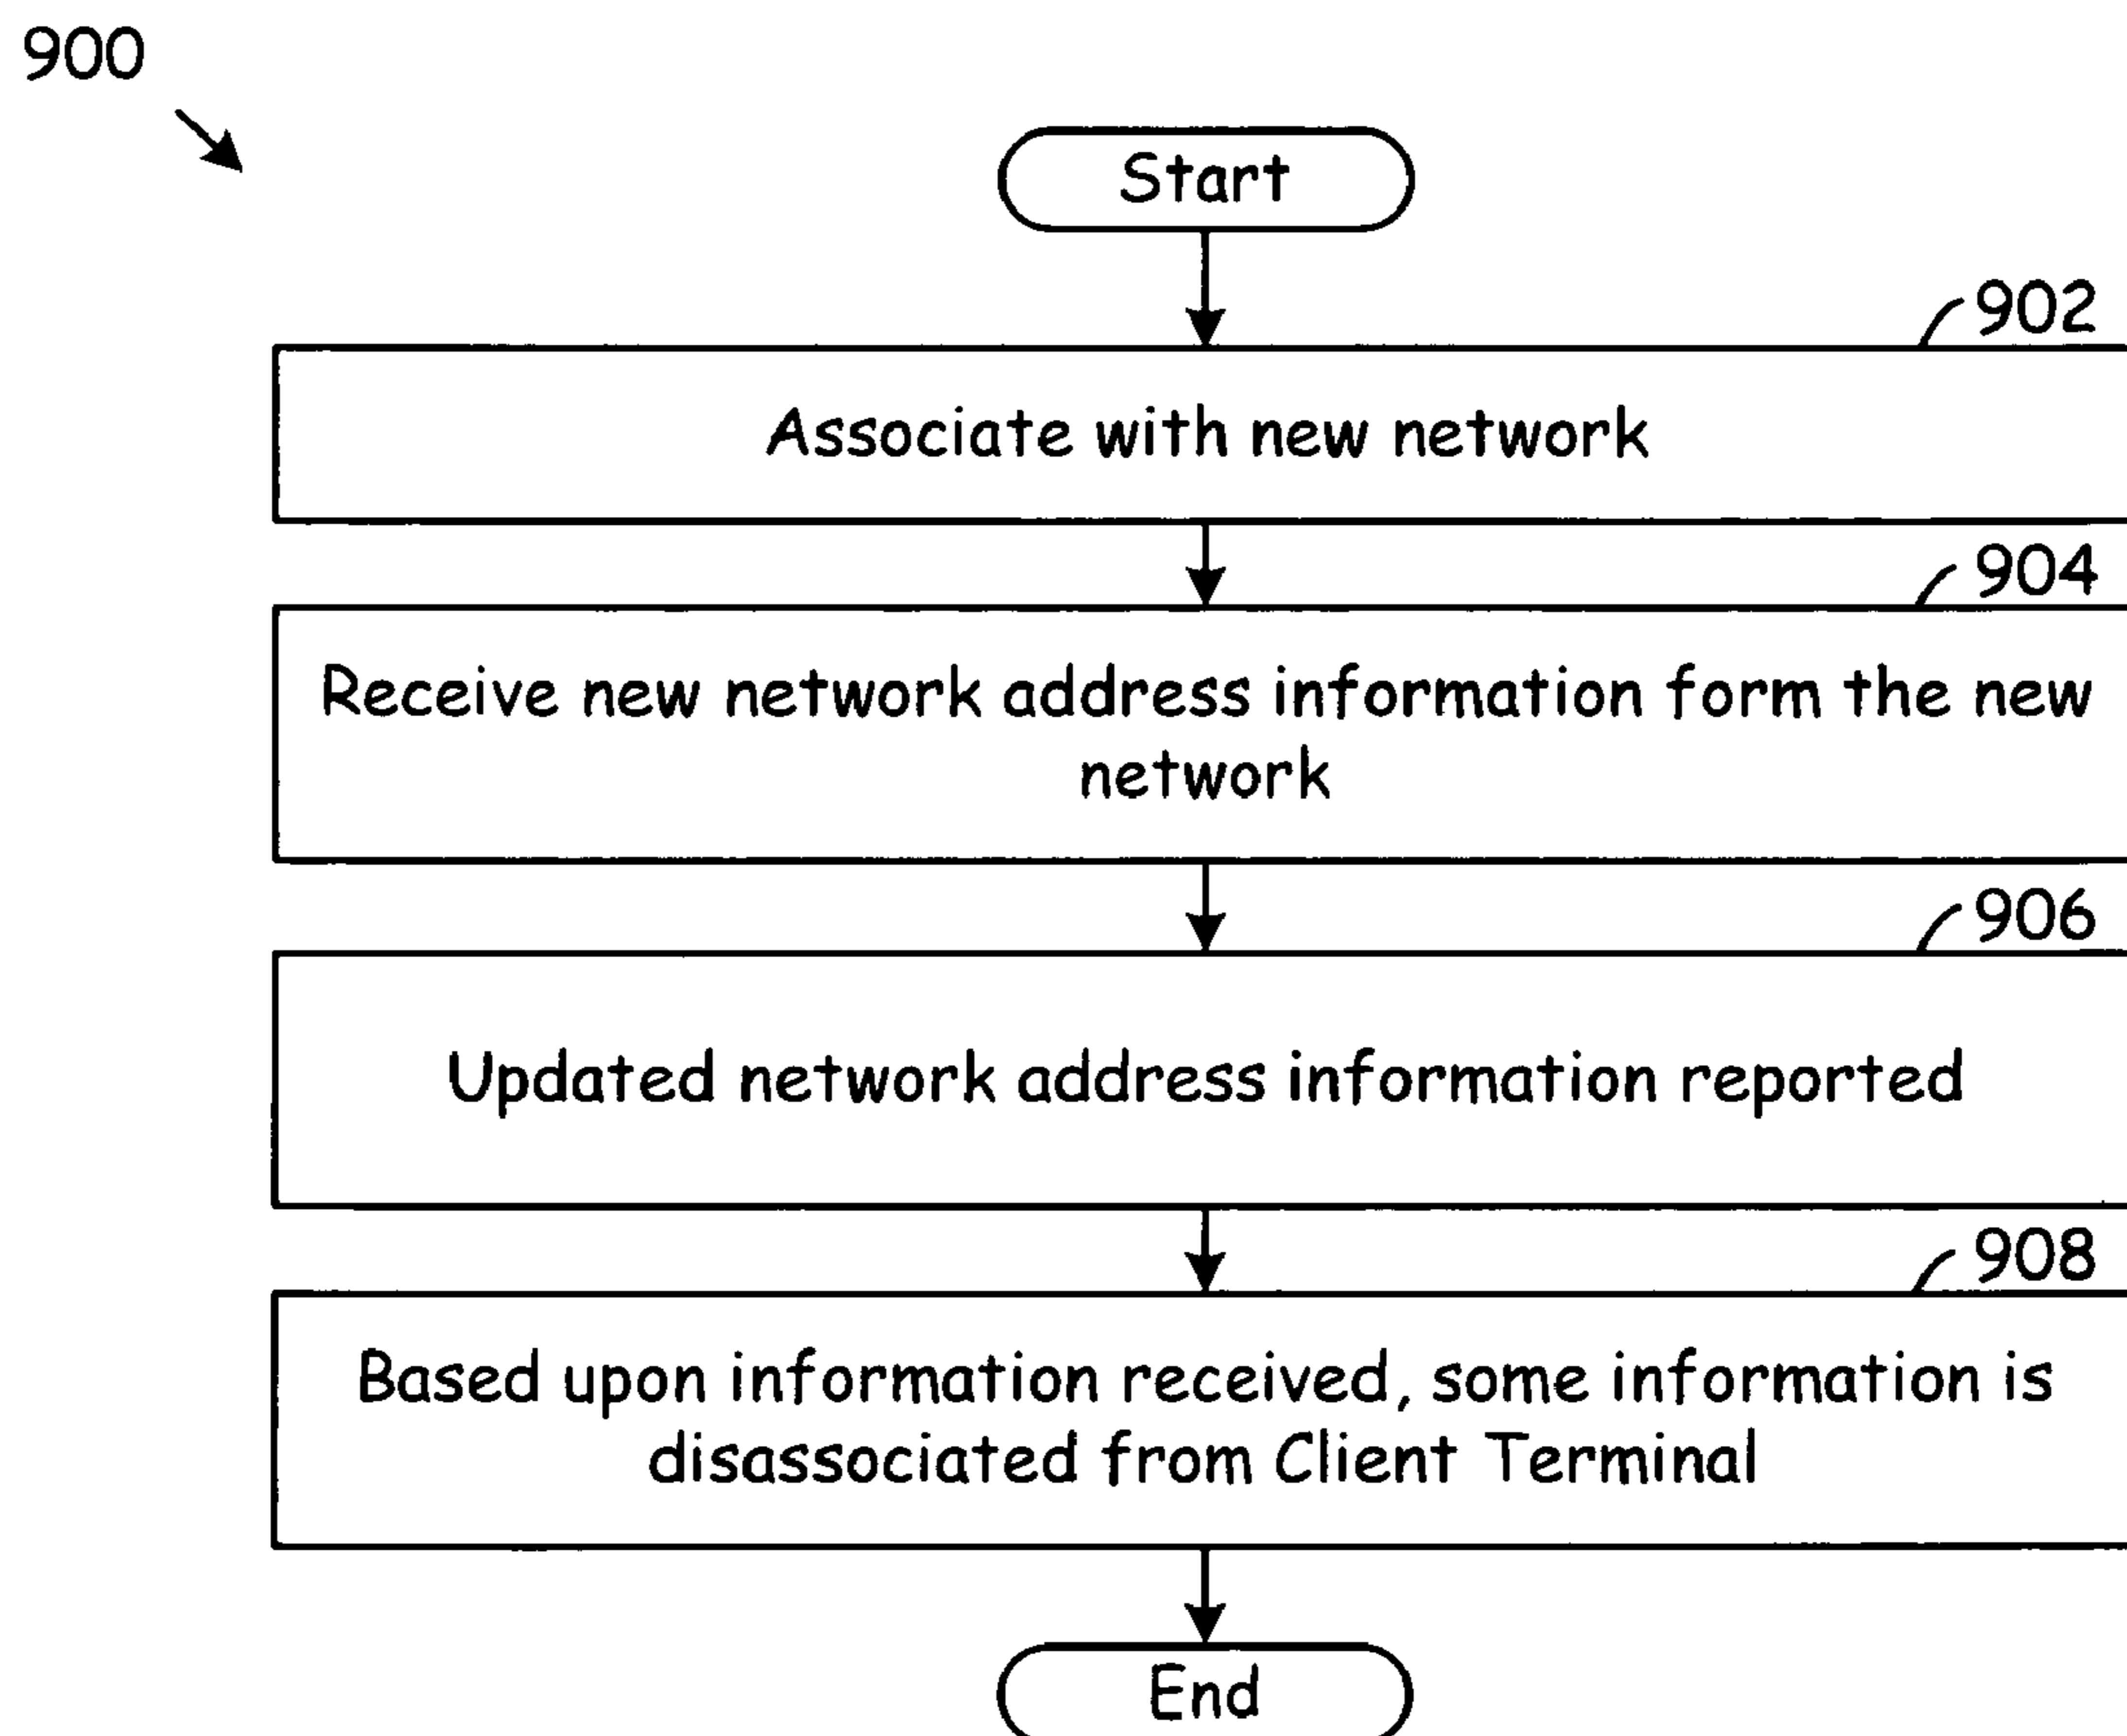 900
Start
902
Associate with new network
904
Receive new network address information form the new
network
906
Updated network address information reported
908
Based upon information received, some information is
disassociated from Client Terminal
End